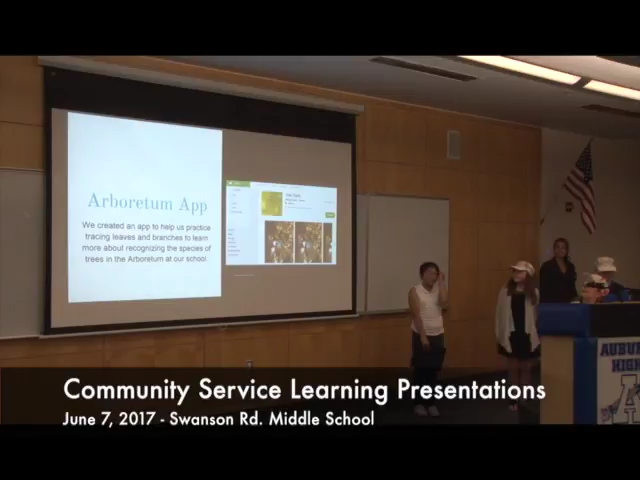 Arboretum App
We created an app to help us practice
tracing leaves and branches to learn
more about recognizing the species of
trees in the Arboretum at our school
AUBU
HIGH
Community Service Learning Presentations
June 7, 2017 - Swanson Rd. Middle School